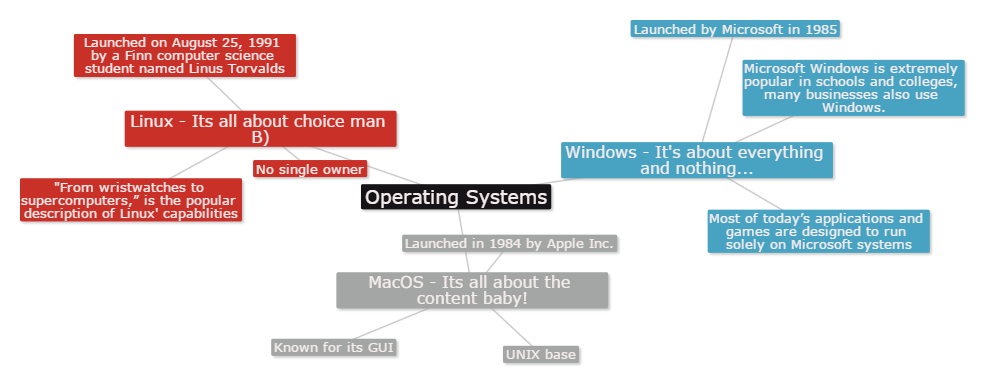 Launched on August 25, 1991
by a Finn computer science
student named Linus Torvalds
Linux - Its all about choice man
B)
No single owner
"From wristwatches to
supercomputers,” is the popular
description of Linux' capabilities
Operating Systems
Launched by Microsoft in 1985
Microsoft Windows is extremely
popular in schools and colleges,
many businesses also use
Windows.
Windows - It's about everything
and nothing...
Most of today’s applications and
games are designed to run
solely on Microsoft systems
Launched in 1984 by Apple Inc.
MacOS - Its all about the
content baby!
Known for its GUI
UNIX base